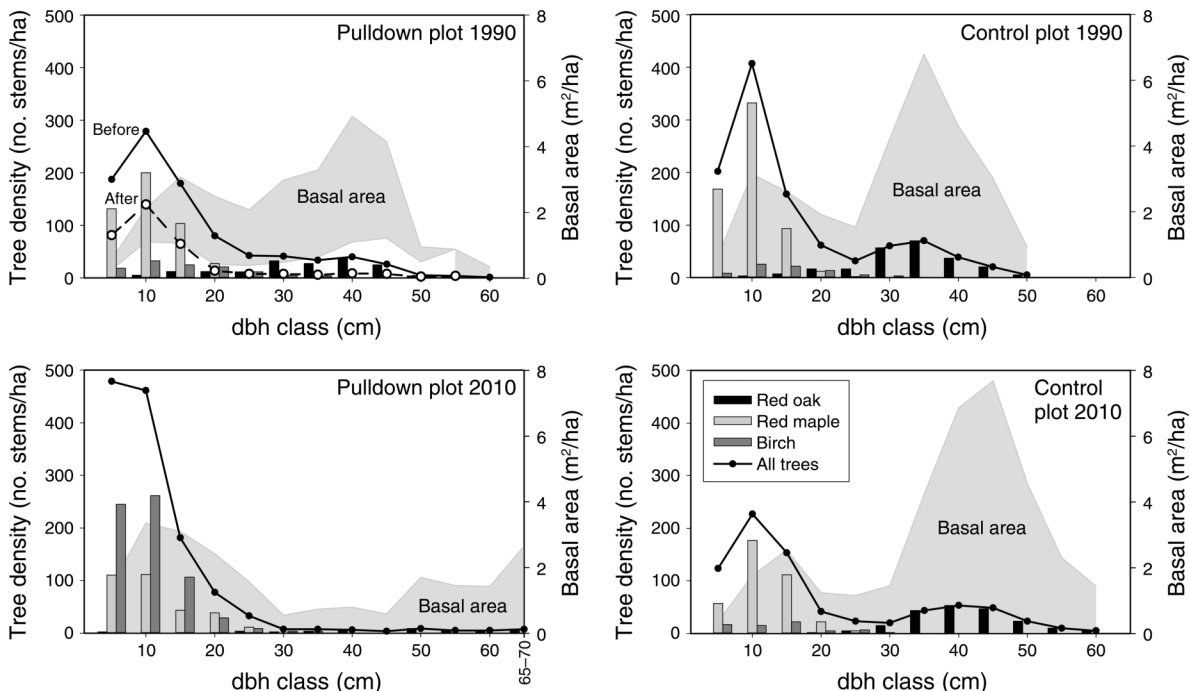 Pulldown plot 1990
Tree density (no. stems/ha)
500
400
300
200
100
0
Before
After
Basal area
8
6
4
2
0
Basal area (m²/ha)
10 20 30 40 50 60
dbh class (cm)
Control plot 1990
Tree density (no. stems/ha)
500
400
300
200
100
0
Basal area
8
6
4
2
0
Basal area (m²/ha)
10 20 30 40 50 60
dbh class (cm)
Pulldown plot 2010
Tree density (no. stems/ha)
500
400
300
200
100
0
Basal area
8
6
4
2
0
Basal area (m²/ha)
10 20 30 40 50 60 65–70
dbh class (cm)
Control
plot 2010
Tree density (no. stems/ha)
500
400
300
200
100
0
Red oak
Red maple
Birch
All trees
Basal area
8
6
4
2
0
Basal area (m²/ha)
10 20 30 40 50 60
dbh class (cm)